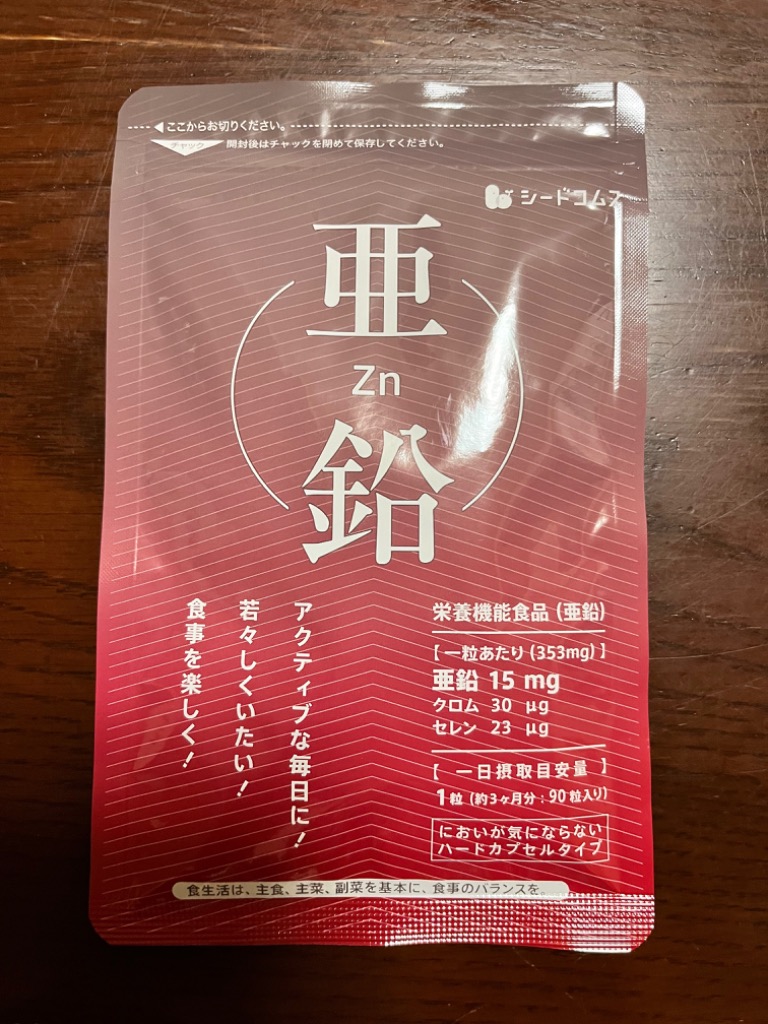 ここからお切りください。
チャック
開封後はチャックを閉めて保存してください。
シードコムス
亜
Zn
鉛
アクティブな毎日に！
若々しくいたい！
食事を楽しく！
栄養機能食品（亜鉛）
【一粒あたり（353mg）】
亜鉛 15 mg
クロム 30 μg
セレン 23 μg
【一日摂取目安量】
1粒（約3ヶ月分：90粒入り）
においが気にならない
ハードカプセルタイプ
食生活は、主食、主菜、副菜を基本に、食事のバランスを。